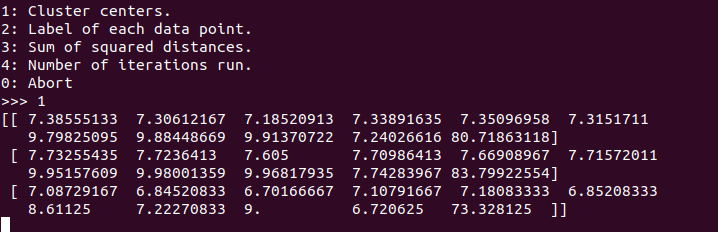 1: Cluster centers.
2: Label of each data point.
3: Sum of squared distances.
4: Number of iterations run.
0: Abort
>>> 1
[[ 7.38555133  7.30612167  7.18520913  7.33891635  7.35096958  7.3151711
   9.79825095  9.88448669  9.91370722  7.24026616 80.71863118]
 [ 7.73255435  7.7236413   7.605       7.70986413  7.66908967  7.71572011
   9.95157609  9.98001359  9.96817935  7.74283967 83.79922554]
 [ 7.08729167  6.84520833  6.70166667  7.10791667  7.18083333  6.85208333
   8.61125     7.22270833  9.          6.720625   73.328125  ]]